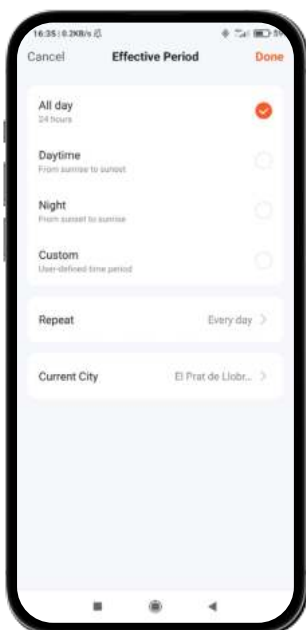 16:35 | 0.2KB/s
Cancel
Effective Period
Done
All day
24 hours
Daytime
From sunrise to sunset
Night
From sunset to sunrise
Custom
User-defined time period
Repeat
Every day
Current City
El Prat de Llobr...